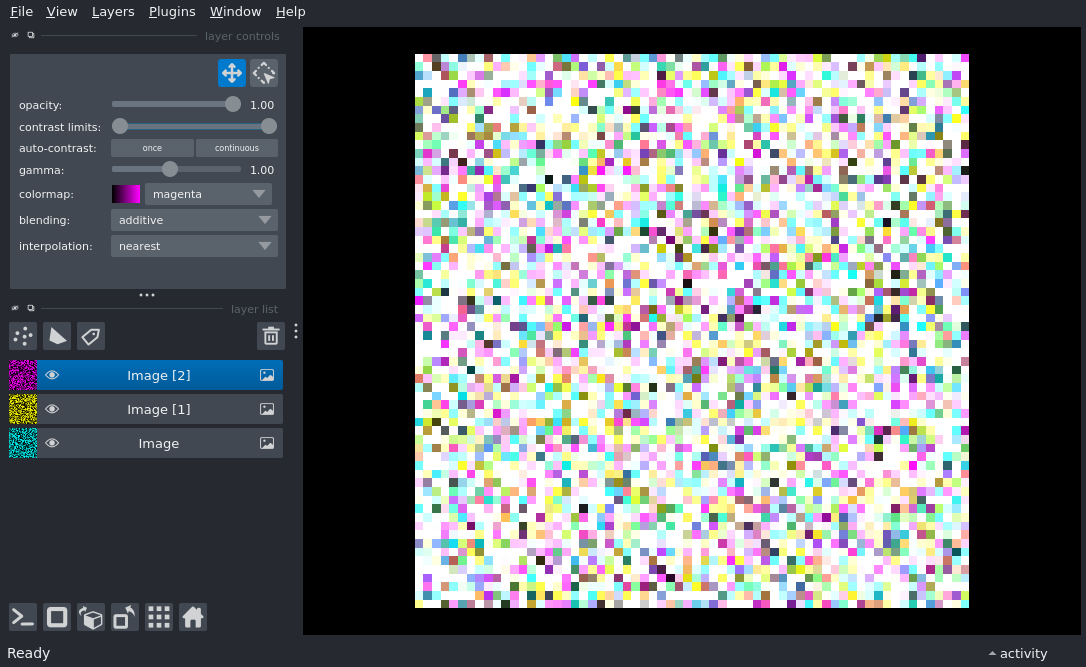 File View Layers Plugins Window Help
layer controls
opacity: 1.00
contrast limits:
auto-contrast: once continuous
gamma: 1.00
colormap: magenta
blending: additive
interpolation: nearest
layer list
Image [2]
Image [1]
Image
Ready activity